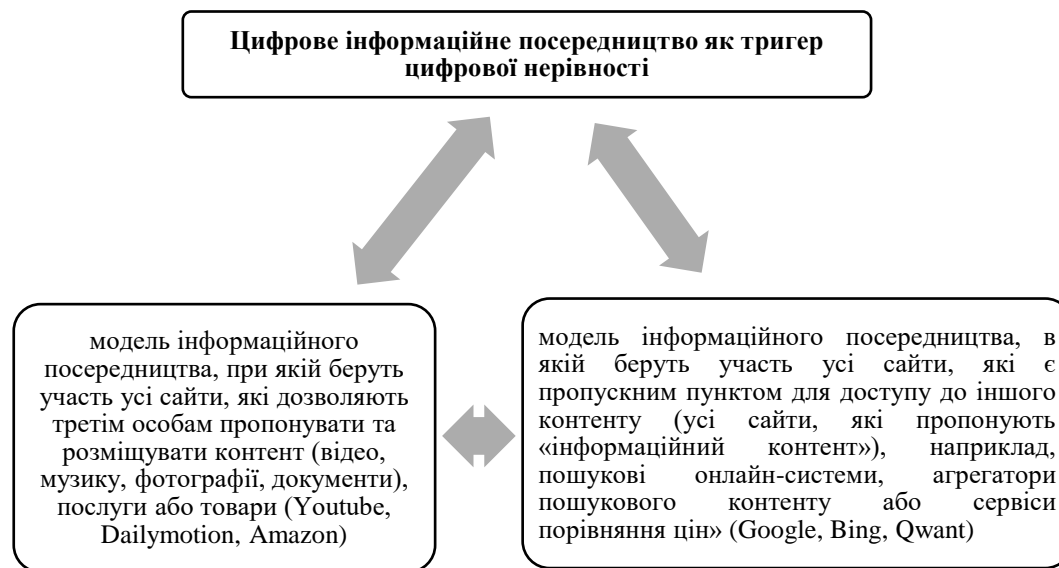 Цифрове інформаційне посередництво як тригер
цифрової нерівності
модель інформаційного
посередництва, при якій беруть
участь усі сайти, які дозволяють
третім особам пропонувати та
розміщувати контент (відео,
музику, фотографії, документи),
послуги або товари (Youtube,
Dailymotion, Amazon)
модель інформаційного посередництва, в
якій беруть участь усі сайти, які є
пропускним пунктом для доступу до іншого
контенту (усі сайти, які пропонують
«інформаційний контент»), наприклад,
пошукові онлайн-системи, агрегатори
пошукового контенту або сервіси
порівняння цін» (Google, Bing, Qwant)